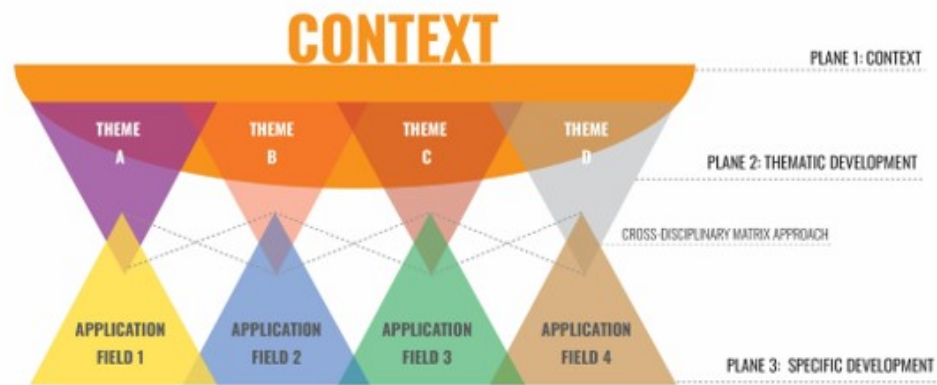 CONTEXT
PLANE 1: CONTEXT
THEME
A
THEME
B
THEME
C
THEME
D
PLANE 2: THEMATIC DEVELOPMENT
CROSS-DISCIPLINARY MATRIX APPROACH
APPLICATION
FIELD 1
APPLICATION
FIELD 2
APPLICATION
FIELD 3
APPLICATION
FIELD 4
PLANE 3: SPECIFIC DEVELOPMENT